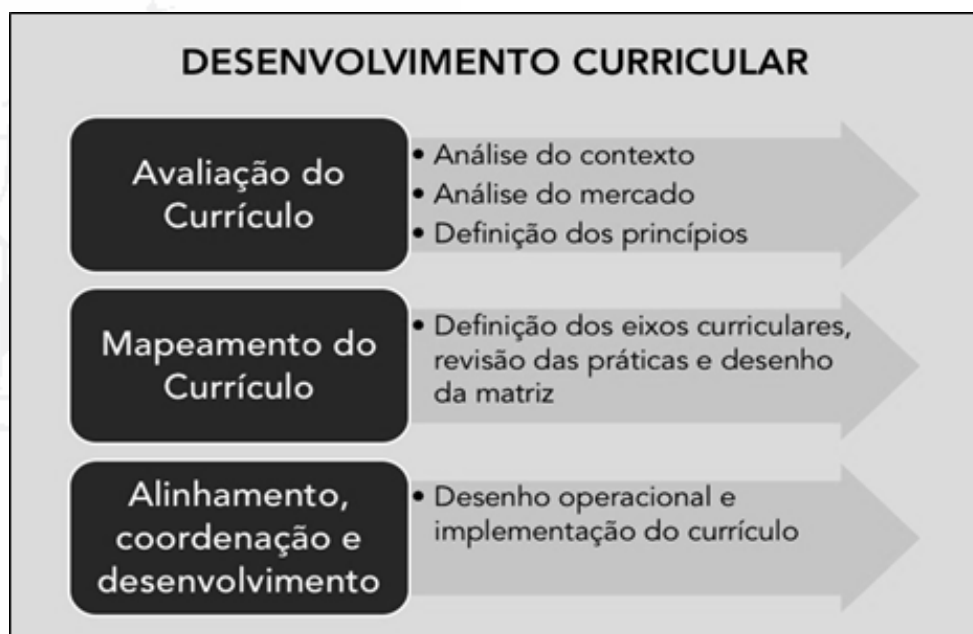 DESENVOLVIMENTO CURRICULAR
Avaliação do
Currículo
• Análise do contexto
• Análise do mercado
• Definição dos princípios
Mapeamento do
Currículo
• Definição dos eixos curriculares,
revisão das práticas e desenho
da matriz
Alinhamento,
coordenação e
desenvolvimento
• Desenho operacional e
implementação do currículo